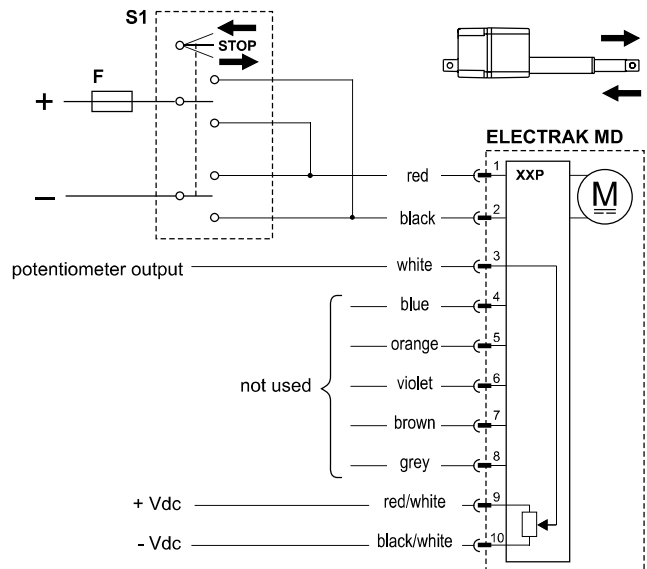 S1
STOP
F
+
−
ELECTRAK MD
XXP
M
red 1
black 2
potentiometer output white 3
blue 4
orange 5
not used violet 6
brown 7
grey 8
+ Vdc red/white 9
- Vdc black/white 10